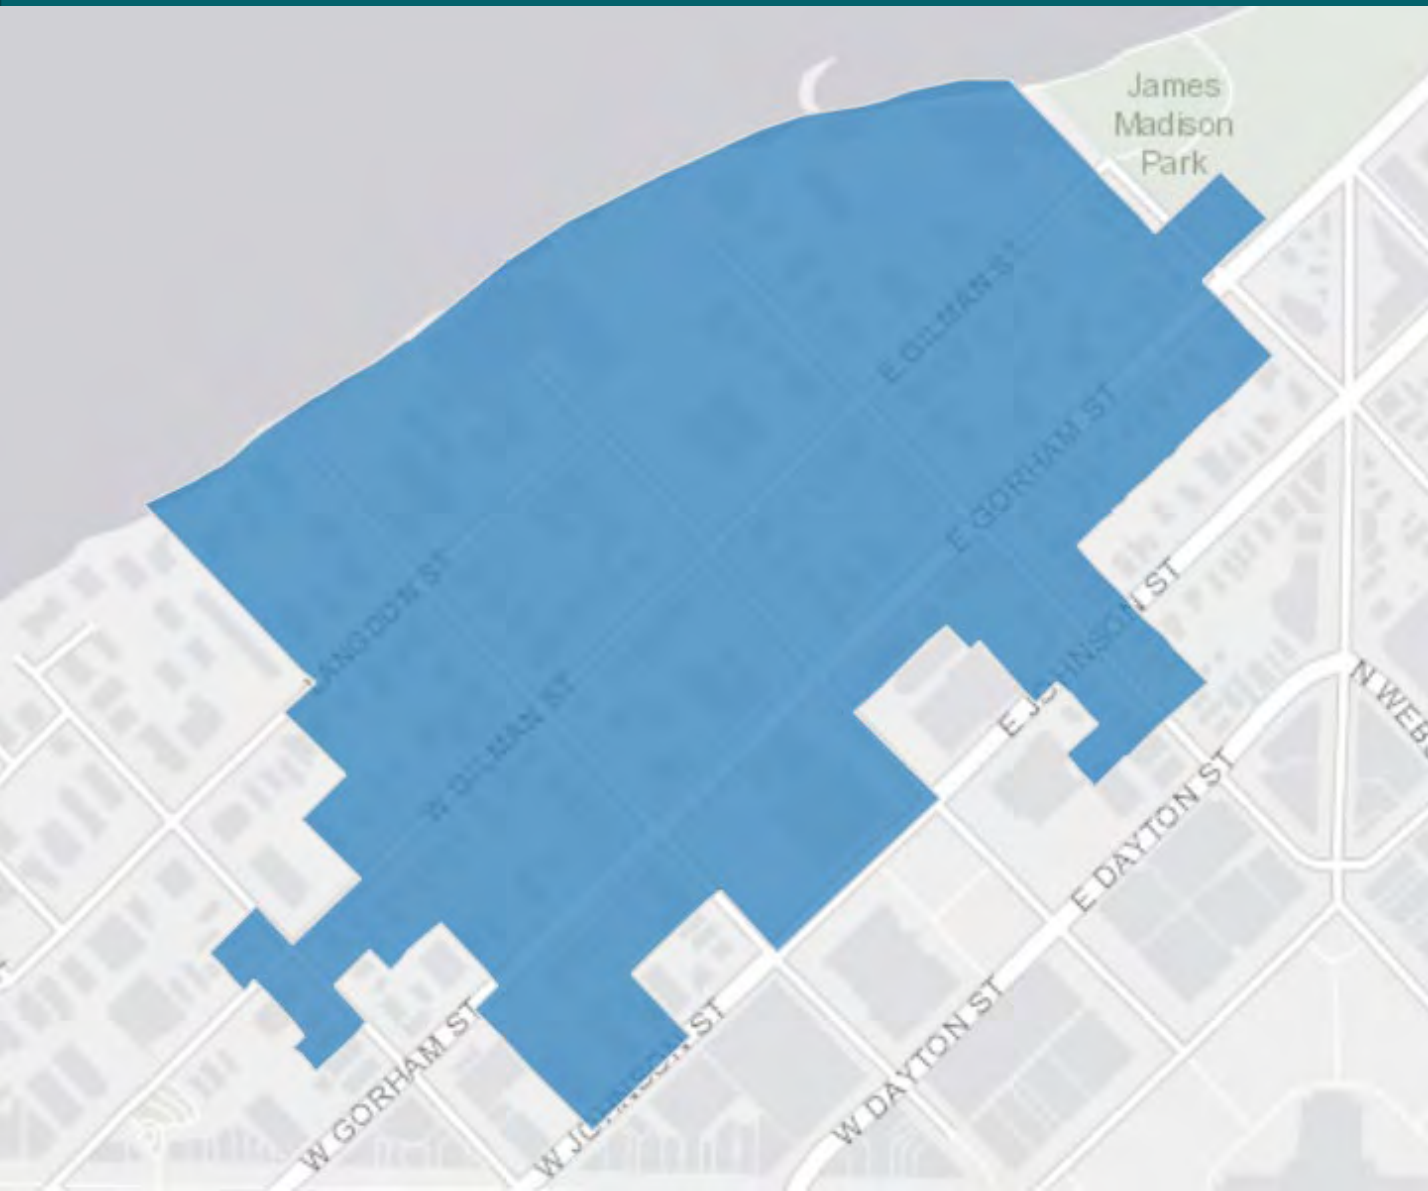 James
Madison
Park
E GILMAN ST
E GORHAM ST
LANGDON ST
W GILMAN ST
E JOHNSON ST
N WEB
E DAYTON ST
W GORHAM ST
W JOHNSON ST
W DAYTON ST